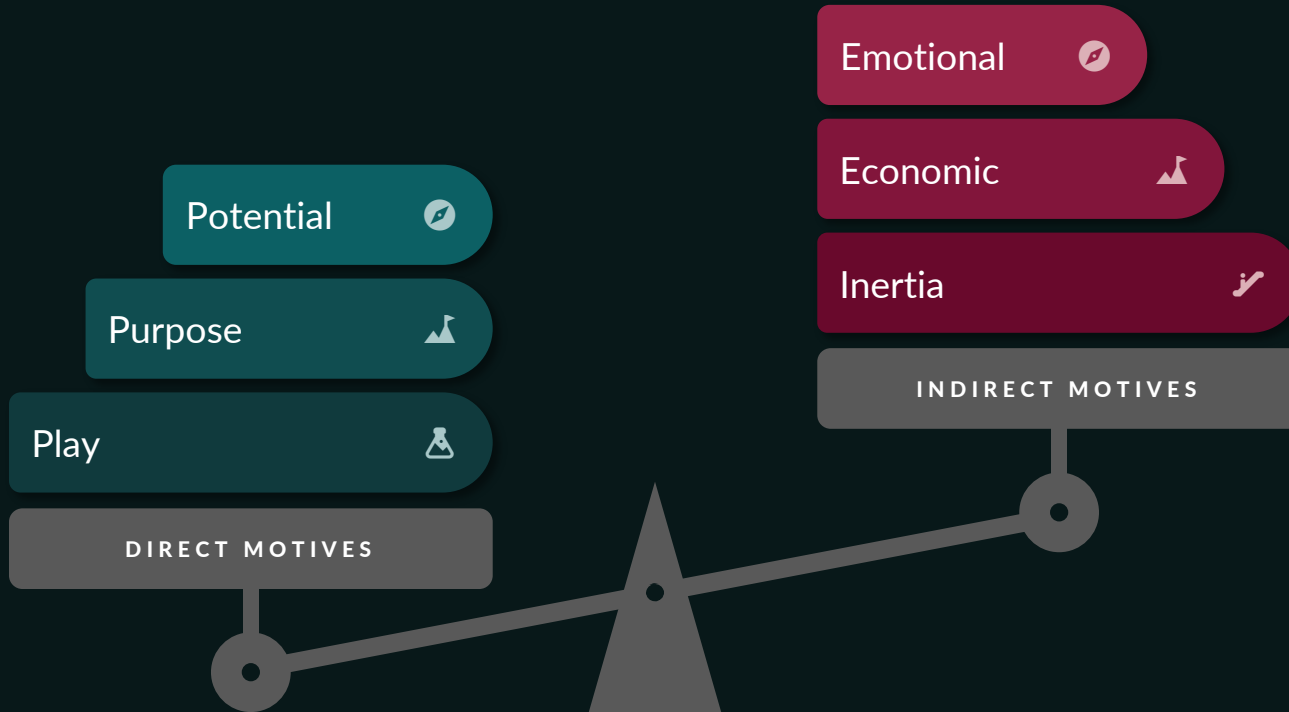 Potential
Purpose
Play
DIRECT MOTIVES
Emotional
Economic
Inertia
INDIRECT MOTIVES